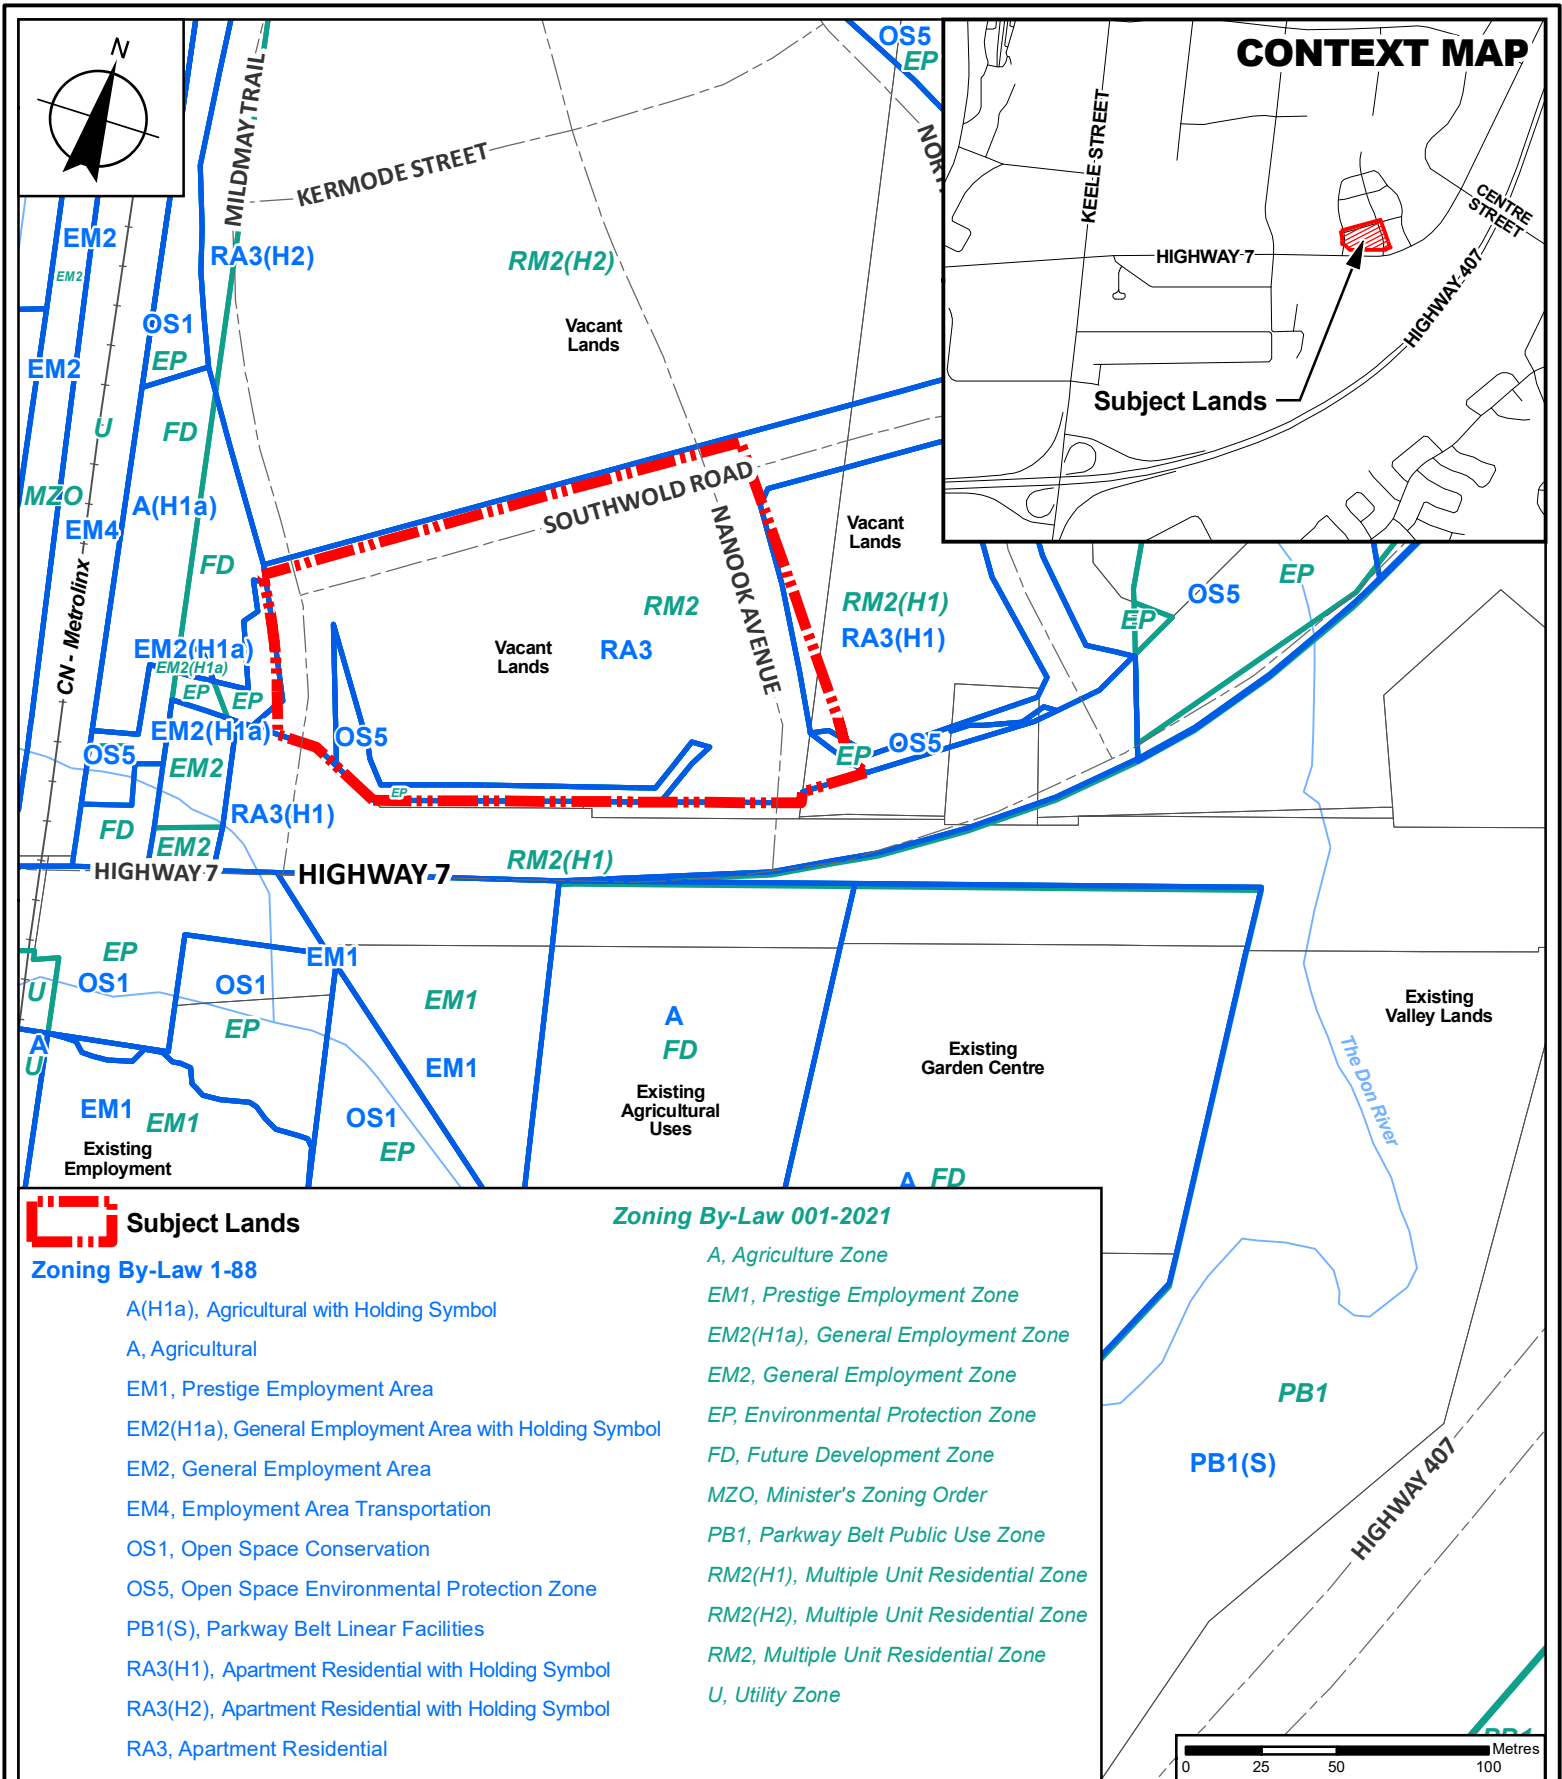 N
CONTEXT MAP
KEELE STREET
CENTRE
STREET
HIGHWAY 7
HIGHWAY 407
Subject Lands
OS5
EP
MILDMAY TRAIL
KERMODE STREET
EM2
EM2
RA3(H2)
RM2(H2)
Vacant
Lands
OS1
EP
EM2
U
FD
MZO
A(H1a)
EM4
FD
SOUTHWOLD ROAD
NANOOK AVENUE
CN - Metrolinx
Vacant
Lands
RM2(H1)
RA3(H1)
RM2
RA3
Vacant
Lands
EP
OS5
EP
EM2(H1a)
EM2(H1a)
EP
EP
EM2(H1a)
OS5
OS5
EP
OS5
EM2
EP
RA3(H1)
FD
EM2
HIGHWAY 7
HIGHWAY 7
RM2(H1)
EP
OS1
OS1
EM1
EM1
U
EP
A
U
A
FD
Existing
Agricultural
Uses
Existing
Garden Centre
Existing
Valley Lands
The Don River
EM1
EM1
EM1
Existing
Employment
OS1
EP
A
FD
PB1
PB1(S)
HIGHWAY 407
PB1
Subject Lands
Zoning By-Law 1-88
A(H1a), Agricultural with Holding Symbol
A, Agricultural
EM1, Prestige Employment Area
EM2(H1a), General Employment Area with Holding Symbol
EM2, General Employment Area
EM4, Employment Area Transportation
OS1, Open Space Conservation
OS5, Open Space Environmental Protection Zone
PB1(S), Parkway Belt Linear Facilities
RA3(H1), Apartment Residential with Holding Symbol
RA3(H2), Apartment Residential with Holding Symbol
RA3, Apartment Residential
Zoning By-Law 001-2021
A, Agriculture Zone
EM1, Prestige Employment Zone
EM2(H1a), General Employment Zone
EM2, General Employment Zone
EP, Environmental Protection Zone
FD, Future Development Zone
MZO, Minister's Zoning Order
PB1, Parkway Belt Public Use Zone
RM2(H1), Multiple Unit Residential Zone
RM2(H2), Multiple Unit Residential Zone
RM2, Multiple Unit Residential Zone
U, Utility Zone
Metres
0 25 50 100